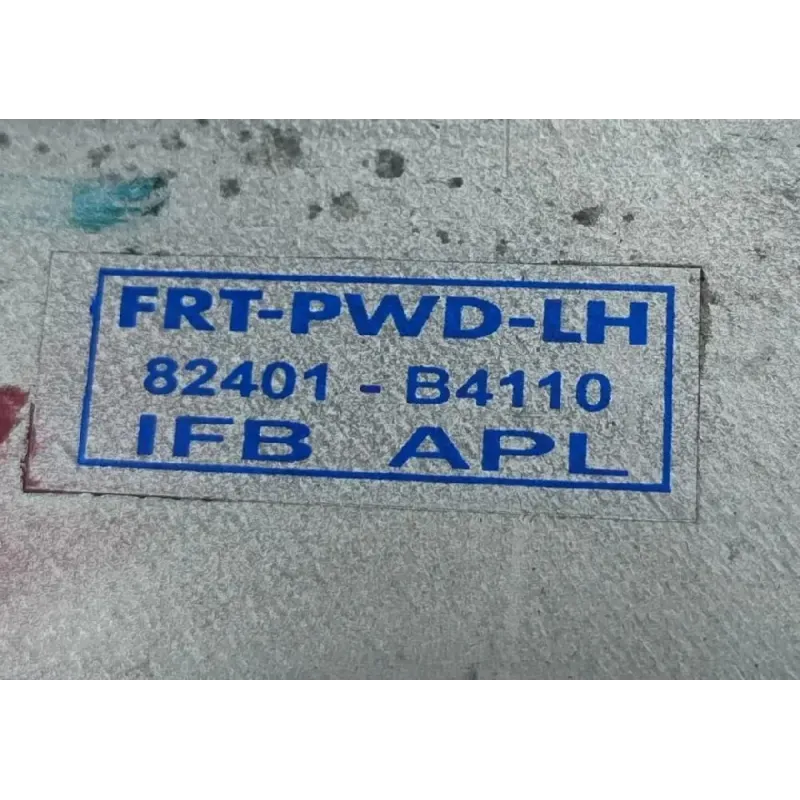 FRT-PWD-LH
82401 - B4110
IFB APL